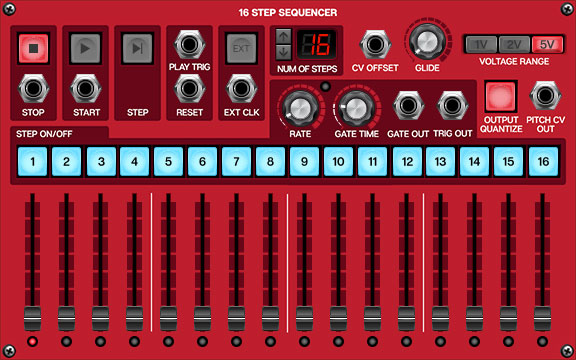 16 STEP SEQUENCER
EXT
16
1V 2V 5V
PLAY TRIG
NUM OF STEPS
CV OFFSET
GLIDE
VOLTAGE RANGE
STOP
START
STEP
RESET
EXT CLK
RATE
GATE TIME
GATE OUT
TRIG OUT
OUTPUT
QUANTIZE
PITCH CV
OUT
STEP ON/OFF
1 2 3 4 5 6 7 8 9 10 11 12 13 14 15 16